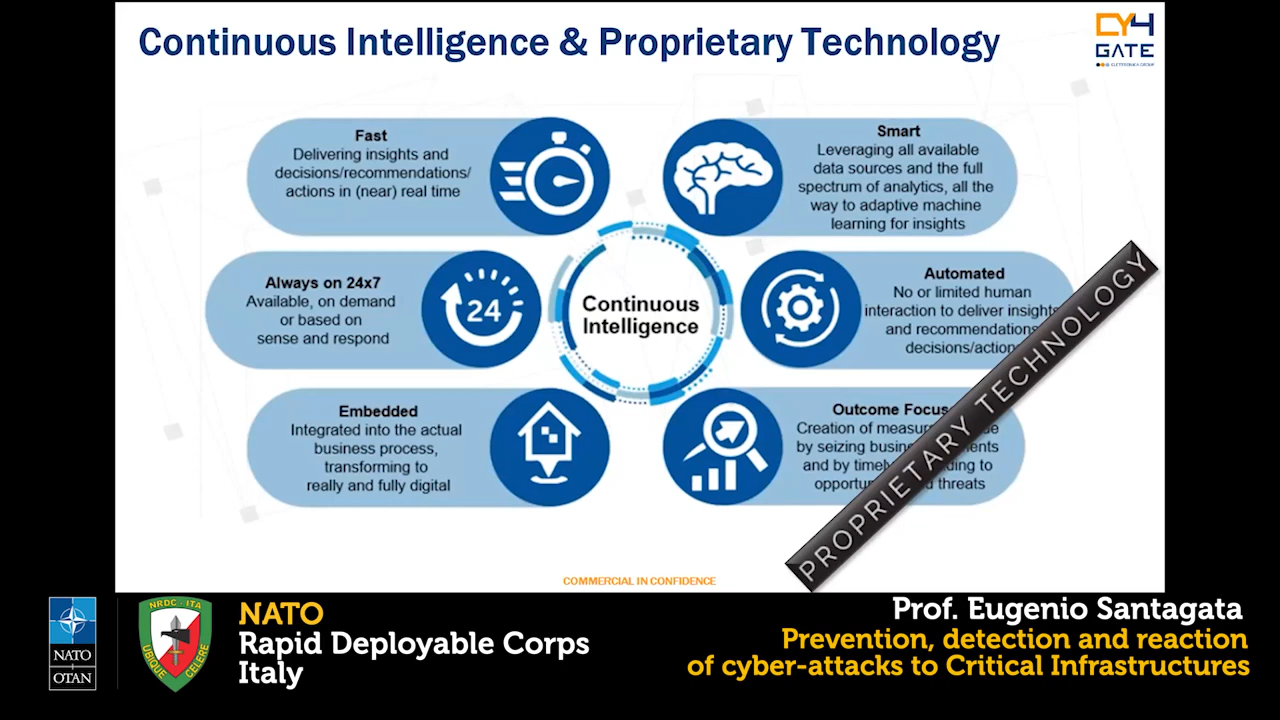 Continuous Intelligence & Proprietary Technology
CY4
GATE
ELETTRONICA GROUP
Fast
Delivering insights and
decisions/recommendations/
actions in (near) real time
Smart
Leveraging all available
data sources and the full
spectrum of analytics, all the
way to adaptive machine
learning for insights
Always on 24x7
Available, on demand
or based on
sense and respond
24
Continuous
Intelligence
Automated
No or limited human
interaction to deliver insights
and recommendations
decisions/action
Embedded
Integrated into the actual
business process,
transforming to
really and fully digital
Outcome Focus
Creation of
by seizing
and by to
threats
PROPRIETARY TECHNOLOGY
COMMERCIAL IN CONFIDENCE
NATO
OTAN
NRDC - ITA
UBIQUE CELERE
NATO
Rapid Deployable Corps
Italy
Prof. Eugenio Santagata
Prevention, detection and reaction
of cyber-attacks to Critical Infrastructures